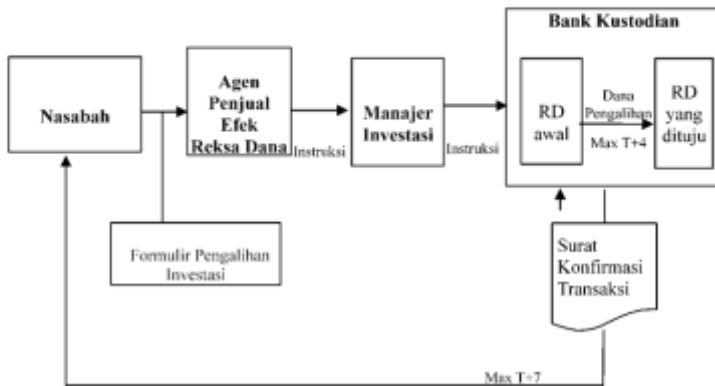 Bank Kustodian
Nasabah
Agen
Penjual
Efek
Reksa Dana
Instruksi
Manajer
Investasi
Instruksi
RD
awal
Dana
Pengalihan
Max T+4
RD
yang
dituju
Formulir Pengalihan
Investasi
Surat
Konfirmasi
Transaksi
Max T+7